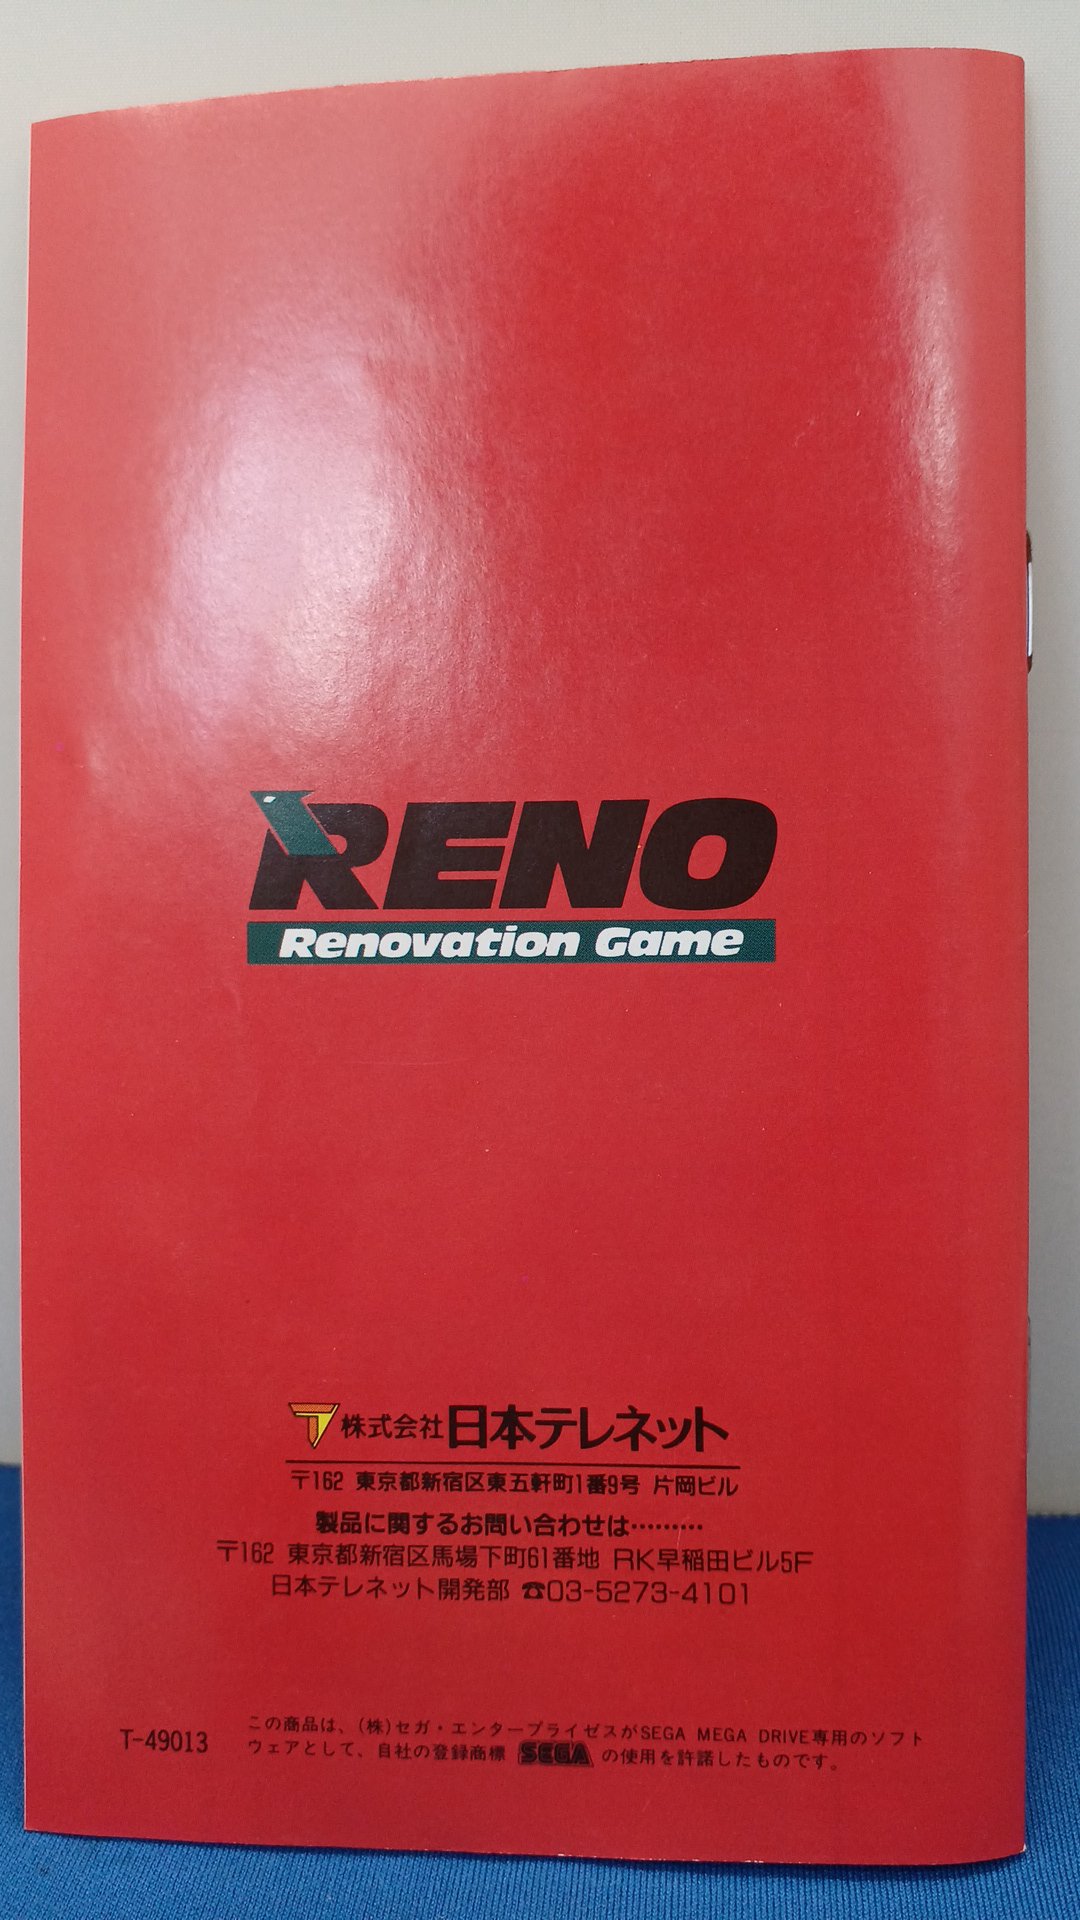 RENO
Renovation Game
株式会社日本テレネット
〒162 東京都新宿区東五軒町1番9号 片岡ビル
製品に関するお問い合わせは………
〒162 東京都新宿区馬場下町61番地 RK早稲田ビル5F
日本テレネット開発部 ☎03-5273-4101
T-49013
この商品は、(株)セガ・エンタープライゼスがSEGA MEGA DRIVE専用のソフト
ウェアとして、自社の登録商標 SEGA の使用を許諾したものです。